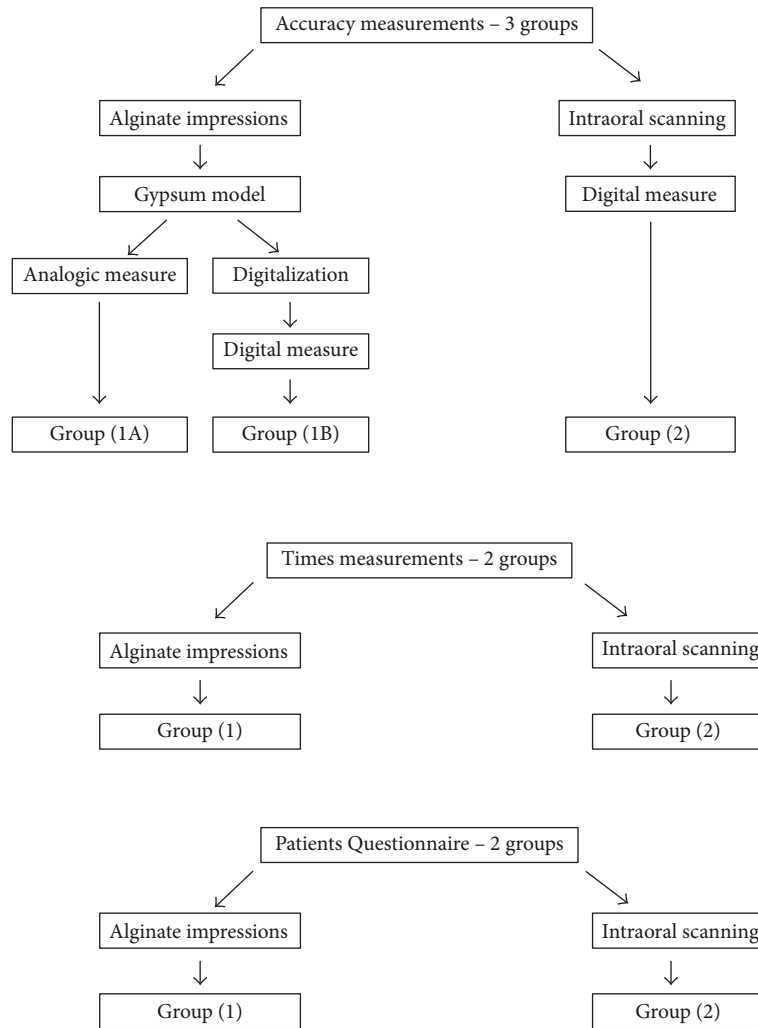 Accuracy measurements – 3 groups
Alginate impressions
Intraoral scanning
Gypsum model
Digital measure
Analogic measure
Digitalization
Digital measure
Group (1A)
Group (1B)
Group (2)
Times measurements – 2 groups
Alginate impressions
Intraoral scanning
Group (1)
Group (2)
Patients Questionnaire – 2 groups
Alginate impressions
Intraoral scanning
Group (1)
Group (2)